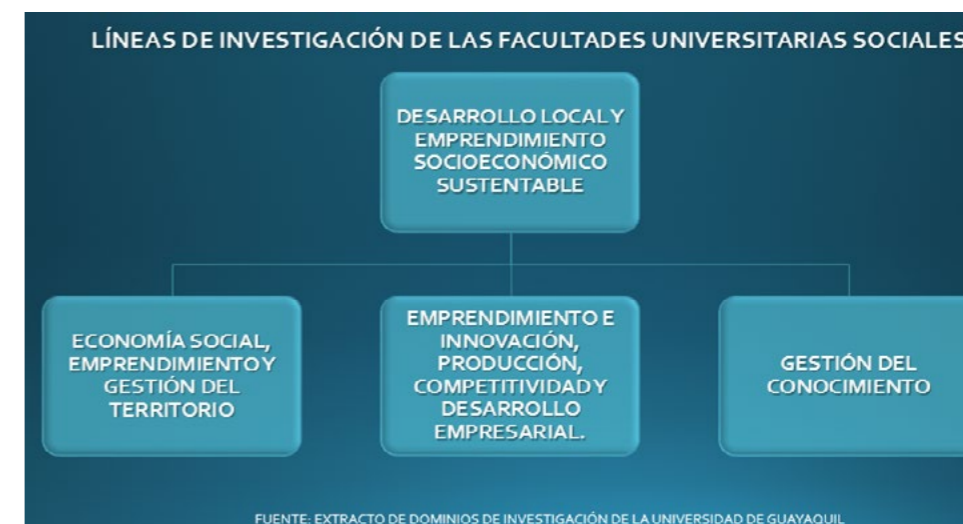 LÍNEAS DE INVESTIGACIÓN DE LAS FACULTADES UNIVERSITARIAS SOCIALES
DESARROLLO LOCAL Y
EMPRENDIMIENTO
SOCIOECONÓMICO
SUSTENTABLE
ECONOMÍA SOCIAL,
EMPRENDIMIENTO Y
GESTIÓN DEL
TERRITORIO
EMPRENDIMIENTO E
INNOVACIÓN,
PRODUCCIÓN,
COMPETITIVIDAD Y
DESARROLLO
EMPRESARIAL.
GESTIÓN DEL
CONOCIMIENTO
FUENTE: EXTRACTO DE DOMINIOS DE INVESTIGACIÓN DE LA UNIVERSIDAD DE GUAYAQUIL